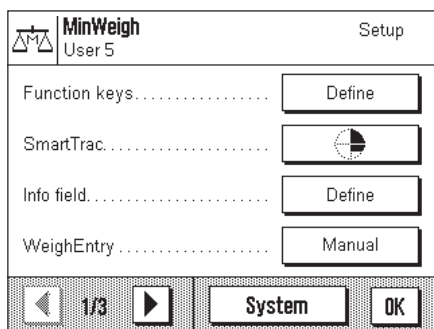 MinWeigh
User 5
Setup
Function keys.................. Define
SmartTrac..................
Info field.................. Define
WeighEntry.................. Manual
1/3 System OK